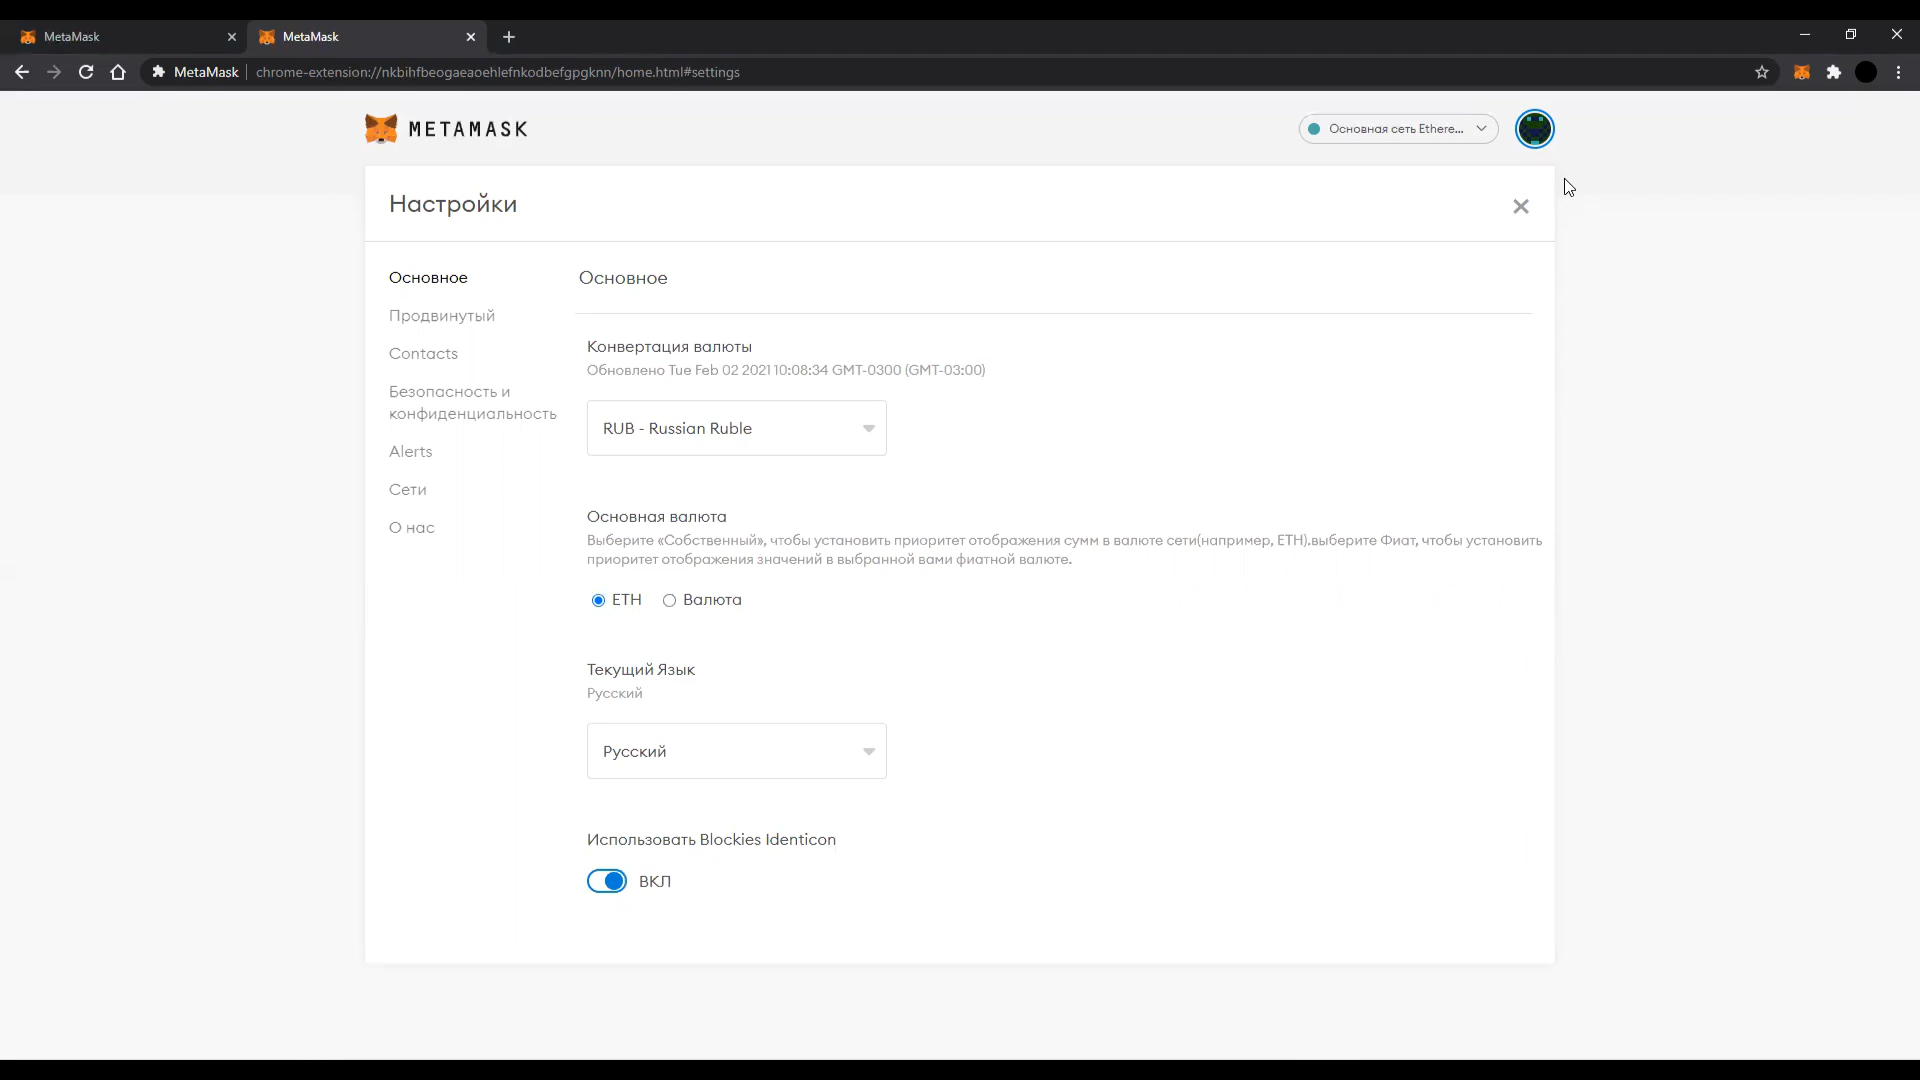 MetaMask
MetaMask
MetaMask
chrome-extension://nkbihfbeogaeaoehlefnkodbefgpgknn/home.html#settings
METAMASK
Основная сеть Ethere...
Настройки
Основное
Продвинутый
Contacts
Безопасность и
конфиденциальность
Alerts
Сети
О нас
Основное
Конвертация валюты
Обновлено Tue Feb 02 2021 10:08:34 GMT-0300 (GMT-03:00)
RUB - Russian Ruble
Основная валюта
Выберите «Собственный», чтобы установить приоритет отображения сумм в валюте сети(например, ETH).выберите Фиат, чтобы установить
приоритет отображения значений в выбранной вами фиатной валюте.
ETH Валюта
Текущий Язык
Русский
Русский
Использовать Blockies Identicon
ВКЛ